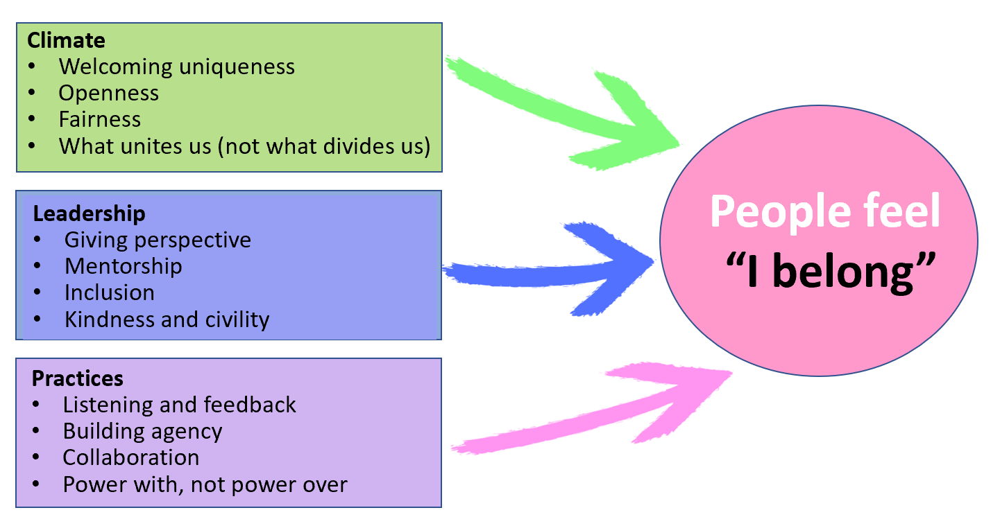 Climate
• Welcoming uniqueness
• Openness
• Fairness
• What unites us (not what divides us)
Leadership
• Giving perspective
• Mentorship
• Inclusion
• Kindness and civility
Practices
• Listening and feedback
• Building agency
• Collaboration
• Power with, not power over
People feel
“I belong”